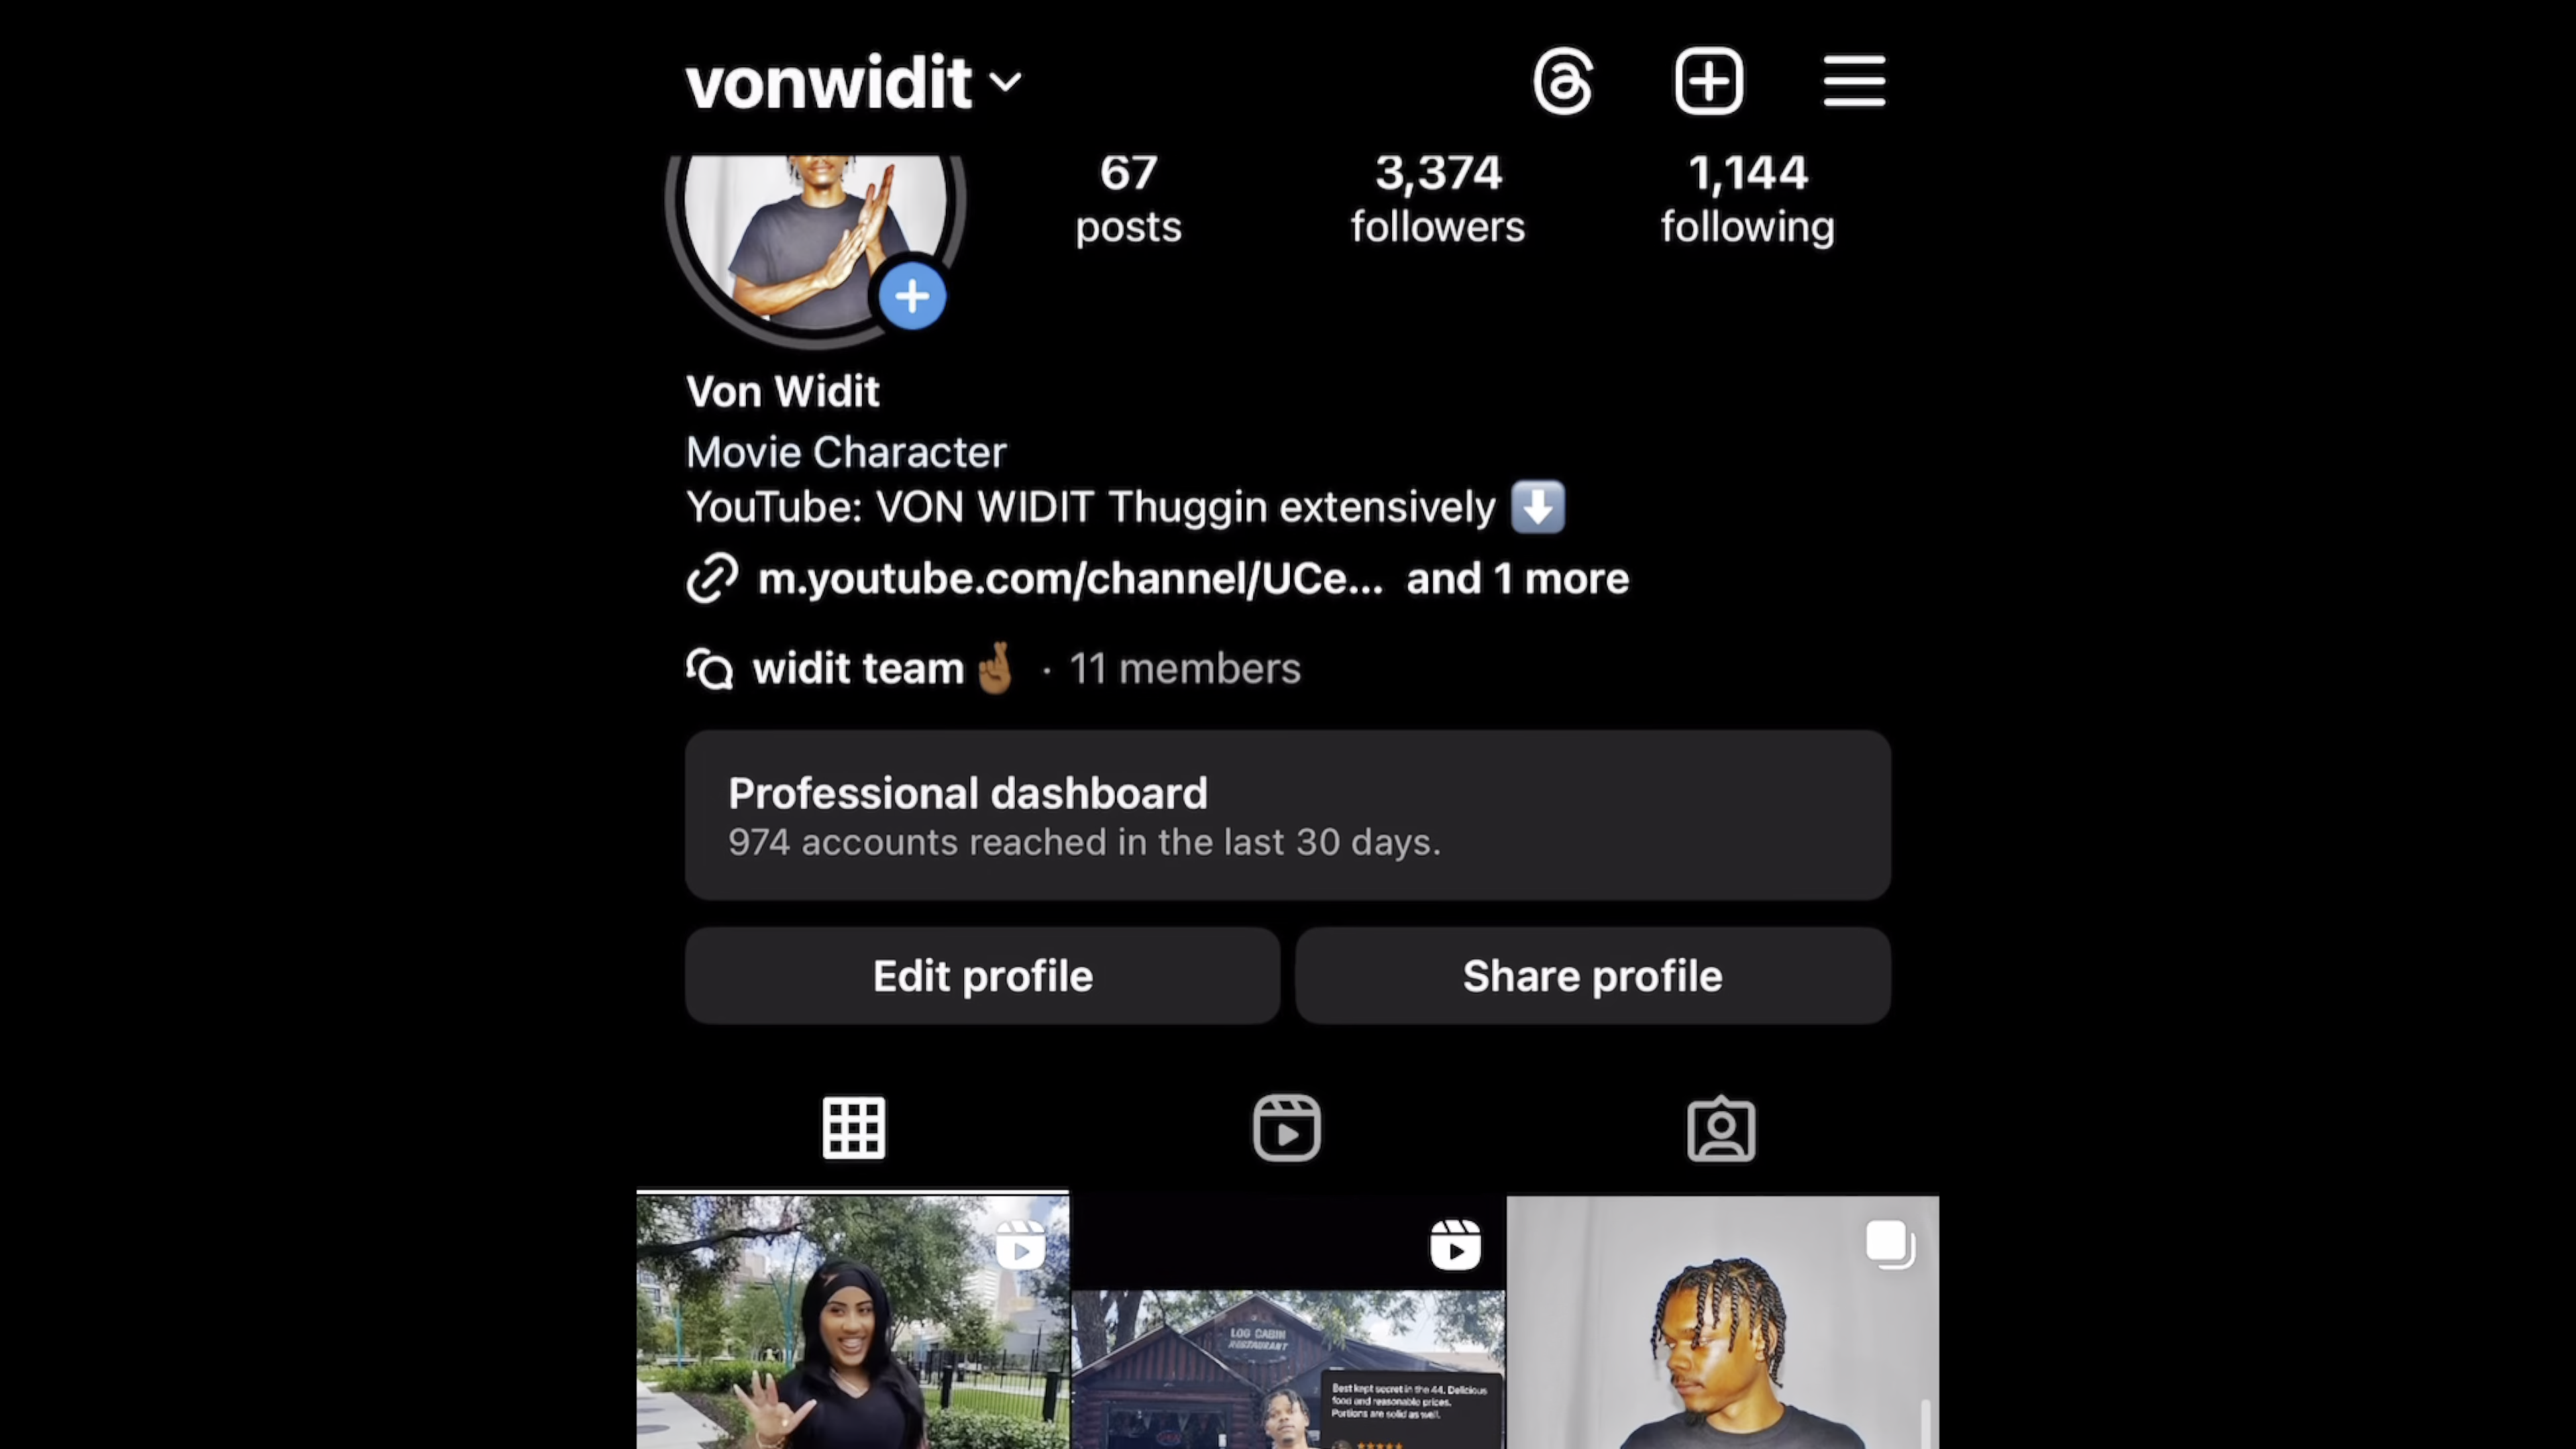 vonwidit
67
posts
3,374
followers
1,144
following
Von Widit
Movie Character
YouTube: VON WIDIT Thuggin extensively ⬇️
m.youtube.com/channel/UCe... and 1 more
widit team🤞🏾 · 11 members
Professional dashboard
974 accounts reached in the last 30 days.
Edit profile
Share profile
LOG CABIN
RESTAURANT
Best kept secret in the 44. Delicious
food and reasonable prices.
Portions are solid as well.